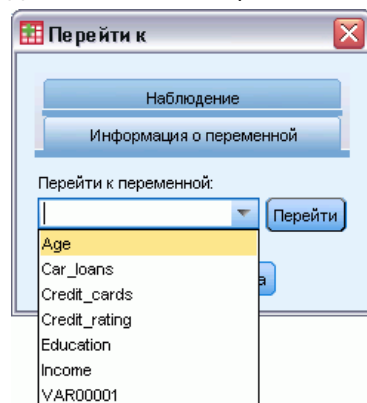 Перейти к
Наблюдение
Информация о переменной
Перейти к переменной:
Перейти
Age
Car_loans
Credit_cards
Credit_rating
Education
Income
VAR00001